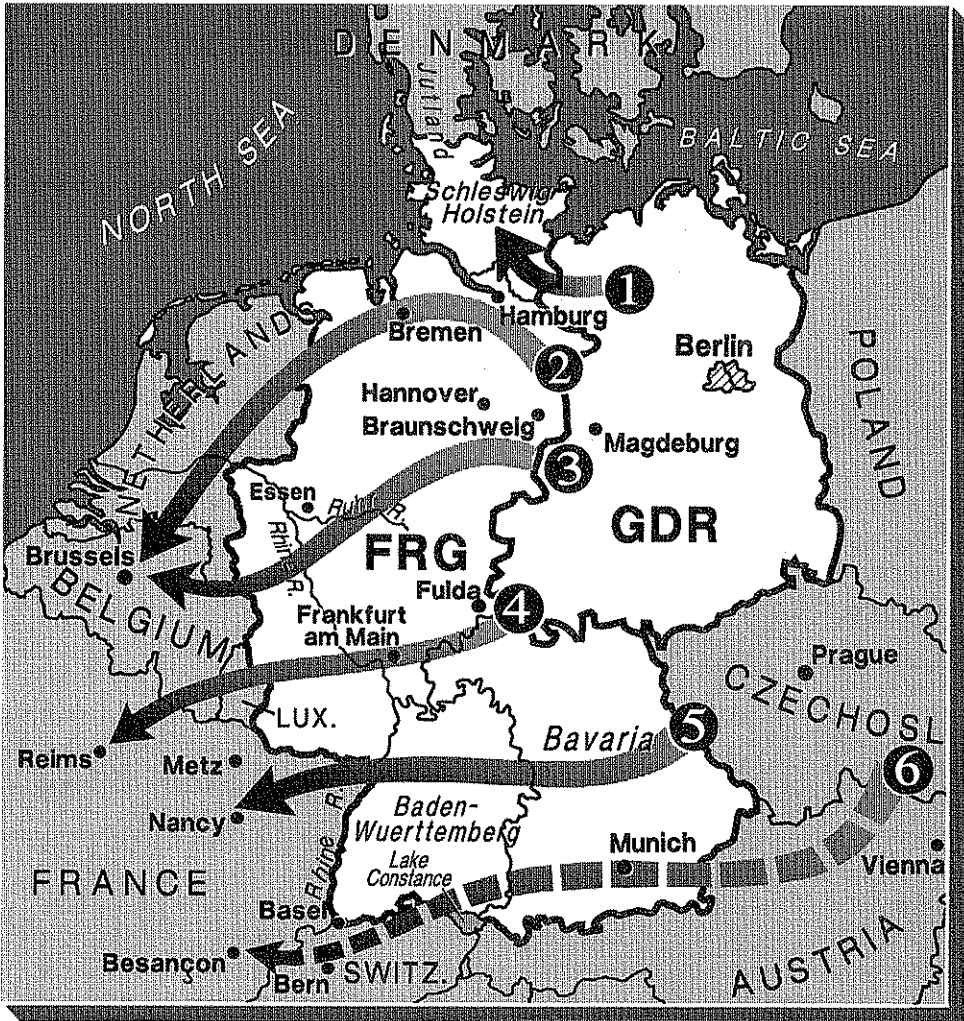 DENMARK
Jutland
NORTH SEA
BALTIC SEA
Schleswig
Holstein
1
Hamburg
Bremen
NETHERLANDS
2
Berlin
POLAND
Hannover
Braunschweig
Magdeburg
3
Essen
Ruhr R.
Rhine R.
FRG
GDR
Brussels
BELGIUM
Fulda
4
Frankfurt
am Main
Prague
CZECHOSL
LUX.
5
Bavaria
6
Reims
Metz
Nancy
Rhine R.
Baden-
Wuerttemberg
Lake
Constance
Munich
Vienna
FRANCE
Basel
Besançon
Bern
SWITZ.
AUSTRIA